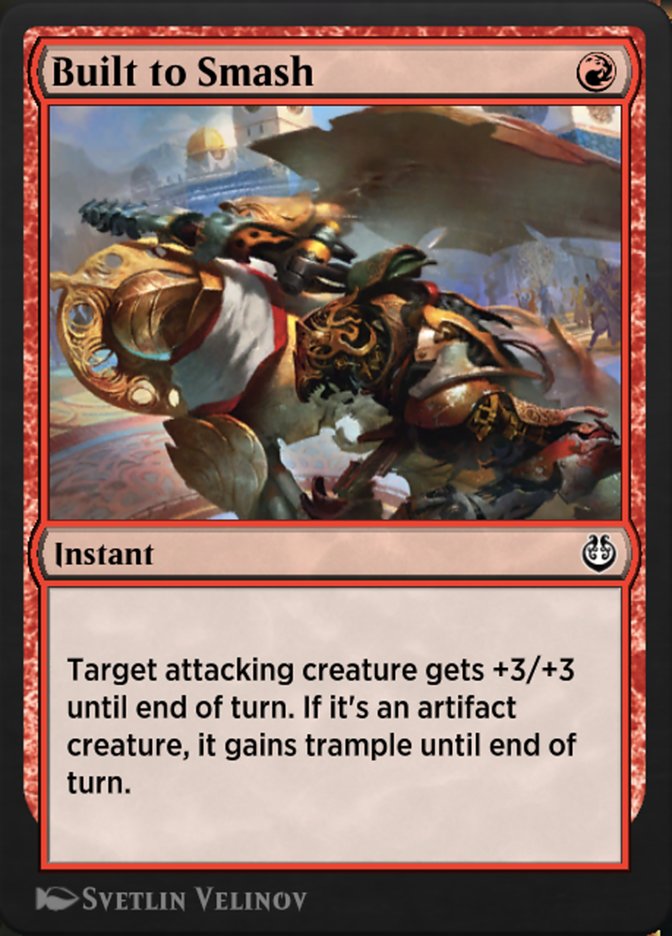 Built to Smash
Instant
Target attacking creature gets +3/+3
until end of turn. If it's an artifact
creature, it gains trample until end of
turn.
Svetlin Velinov